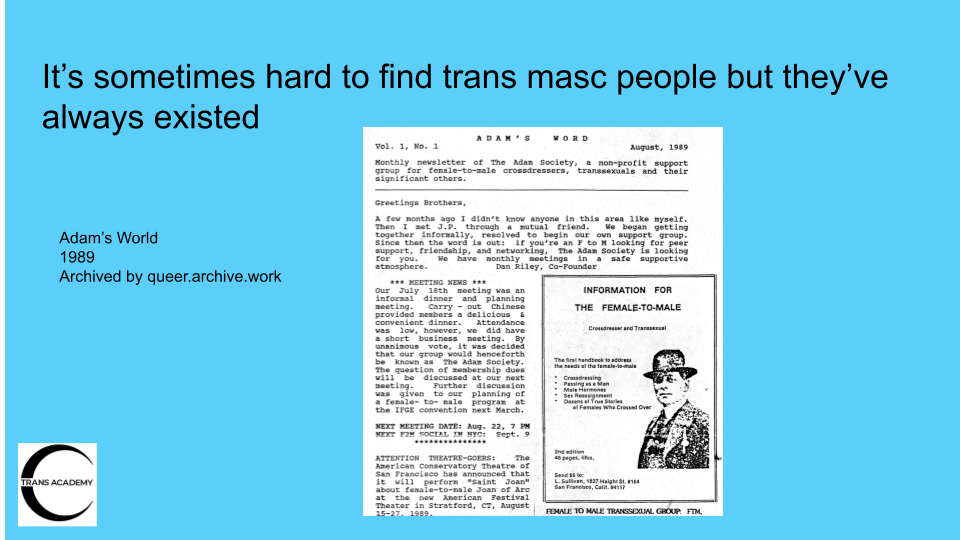 It's sometimes hard to find trans masc people but they've
always existed
Adam's World
1989
Archived by queer.archive.work
TRANS ACADEMY
ADAM'S WORD
Vol. 1, No. 1 August, 1989
Monthly newsletter of The Adam Society, a non-profit support
group for female-to-male crossdressers, transsexuals and their
significant others.
Greetings Brothers,
A few months ago I didn't know anyone in this area like myself.
Then I met J.P. through a mutual friend. We began getting
together informally, resolved to begin our own support group.
Since then the word is out: if you're an F to M looking for peer
support, friendship, and networking, The Adam Society is looking
for you. We have monthly meetings in a safe supportive
atmosphere. Dan Riley, Co-Founder
*** MEETING NEWS ***
Our July 18th meeting was an
informal dinner and planning
meeting. Carry - out Chinese
provided members a delicious &
convenient dinner. Attendance
was low, however, we did have
a short business meeting. By
unanimous vote, it was decided
that our group would henceforth
be known as The Adam Society.
The question of membership dues
will be discussed at our next
meeting. Further discussion
was given to our planning of
a female- to- male program at
the IFGE convention next March.
NEXT MEETING DATE: Aug. 22, 7 PM
NEXT F2M SOCIAL IN NYC: Sept. 9
***************
ATTENTION THEATRE-GOERS: The
American Conservatory Theatre of
San Francisco has announced that
it will perform "Saint Joan"
about female-to-male Joan of Arc
at the new American Festival
Theater in Stratford, CT, August
15-27, 1989.
INFORMATION FOR
THE FEMALE-TO-MALE
Crossdresser and Transsexual
The first handbook to address
the needs of the female-to-male
* Crossdressing
* Passing as a Man
* Male Hormones
* Sex Reassignment
* Dozens of True Stories
of Females Who Crossed Over
2nd edition
48 pages, illus.
Send $6 to:
L. Sullivan, 1827 Haight St. #164
San Francisco, Calif. 94117
FEMALE TO MALE TRANSSEXUAL GROUP: FTM,